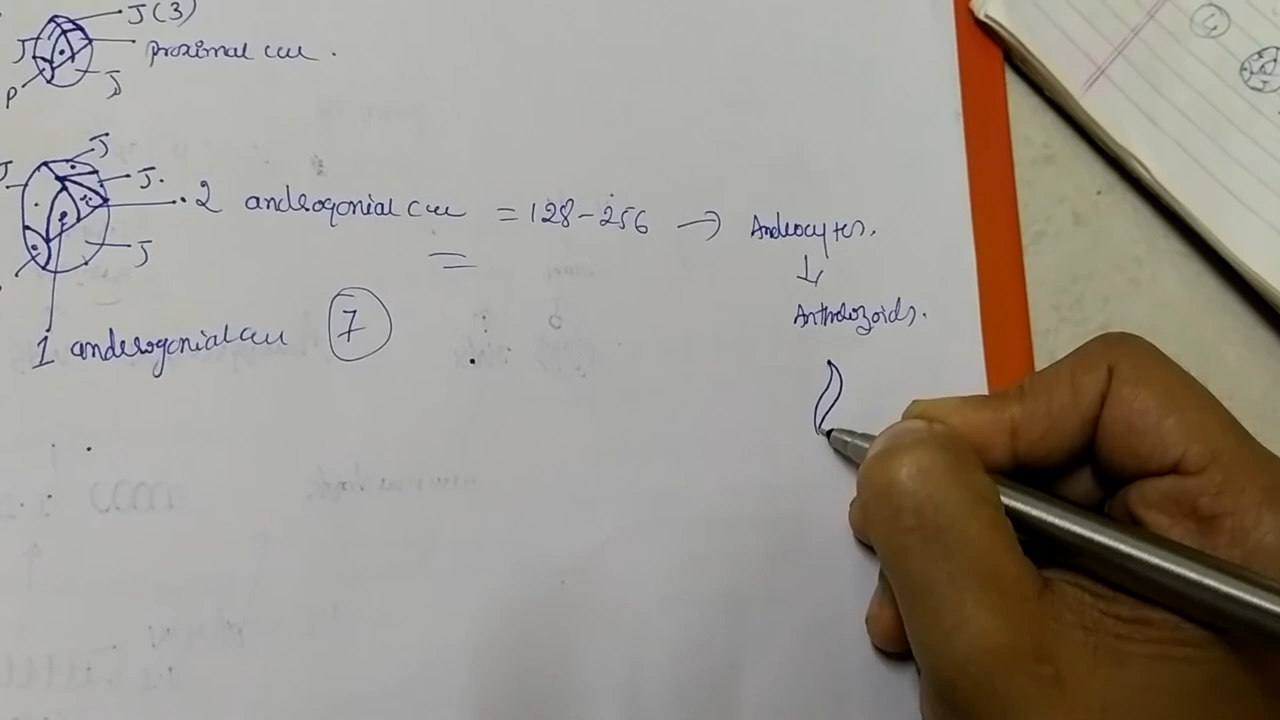 J(3)
J
proximal cell.
P
J
J
J
J.
2 androgonial cell = 128-256 → Androcytes.
J
↓
Antherozoids.
1 androgonial cell 7